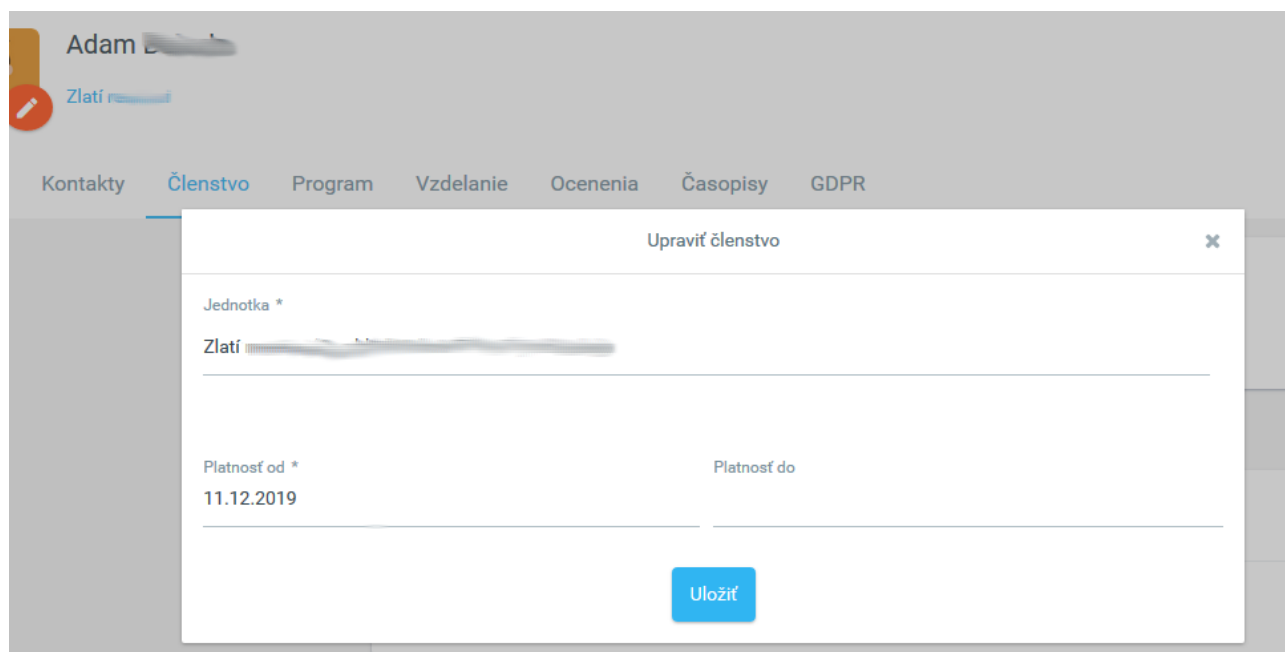 Adam
Zlatí
Kontakty Členstvo Program Vzdelanie Ocenenia Časopisy GDPR
Upraviť členstvo
Jednotka *
Zlatí
Platnosť od * Platnosť do
11.12.2019
Uložiť